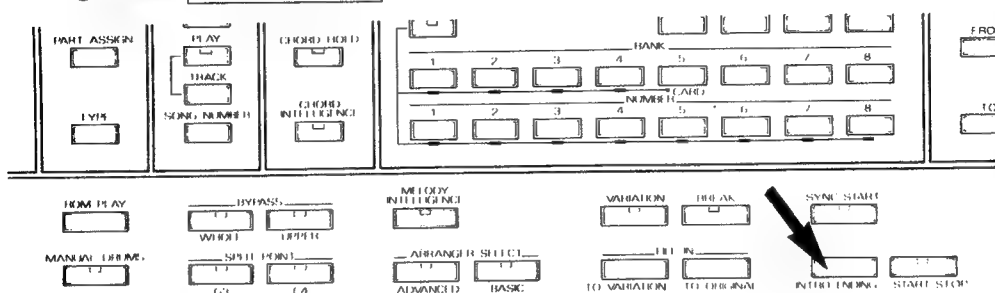 PART ASSIGN
PLAY
CHORD HOLD
BANK
1 2 3 4 5 6 7 8
TRACK
CARD
NUMBER
1 2 3 4 5 6 7 8
TYPE
SONG NUMBER
CHORD
INTELLIGENCE
TO
ROM PLAY
BYPASS
WHOLE UPPER
MELODY
INTELLIGENCE
VARIATION
BREAK
SYNC START
MANUAL DRUMS
SPLIT POINT
ARRANGER SELECT
ADVANCED BASIC
FILL IN
TO VARIATION TO ORIGINAL
INTRO ENDING
START STOP